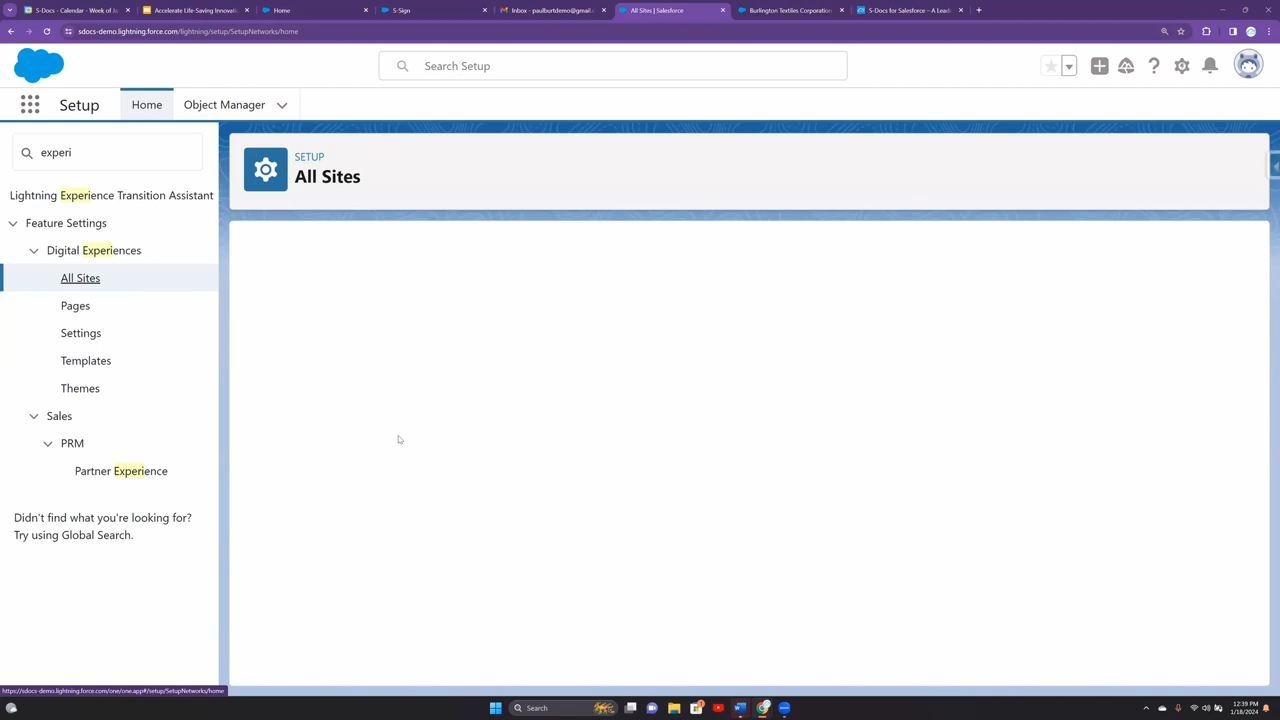 S-Docs - Calendar - Week of Ja
Accelerate Life-Saving Innovati
Home
S-Sign
Inbox - paulburtdemo@gmail.c
All Sites | Salesforce
Burlington Textiles Corporation
S-Docs for Salesforce – A Lead
sdocs-demo.lightning.force.com/lightning/setup/SetupNetworks/home
Search Setup
Setup
Home
Object Manager
experi
SETUP
All Sites
Lightning Experience Transition Assistant
Feature Settings
Digital Experiences
All Sites
Pages
Settings
Templates
Themes
Sales
PRM
Partner Experience
Didn't find what you're looking for?
Try using Global Search.
https://sdocs-demo.lightning.force.com/one/one.app#/setup/SetupNetworks/home
Search
12:39 PM
1/18/2024